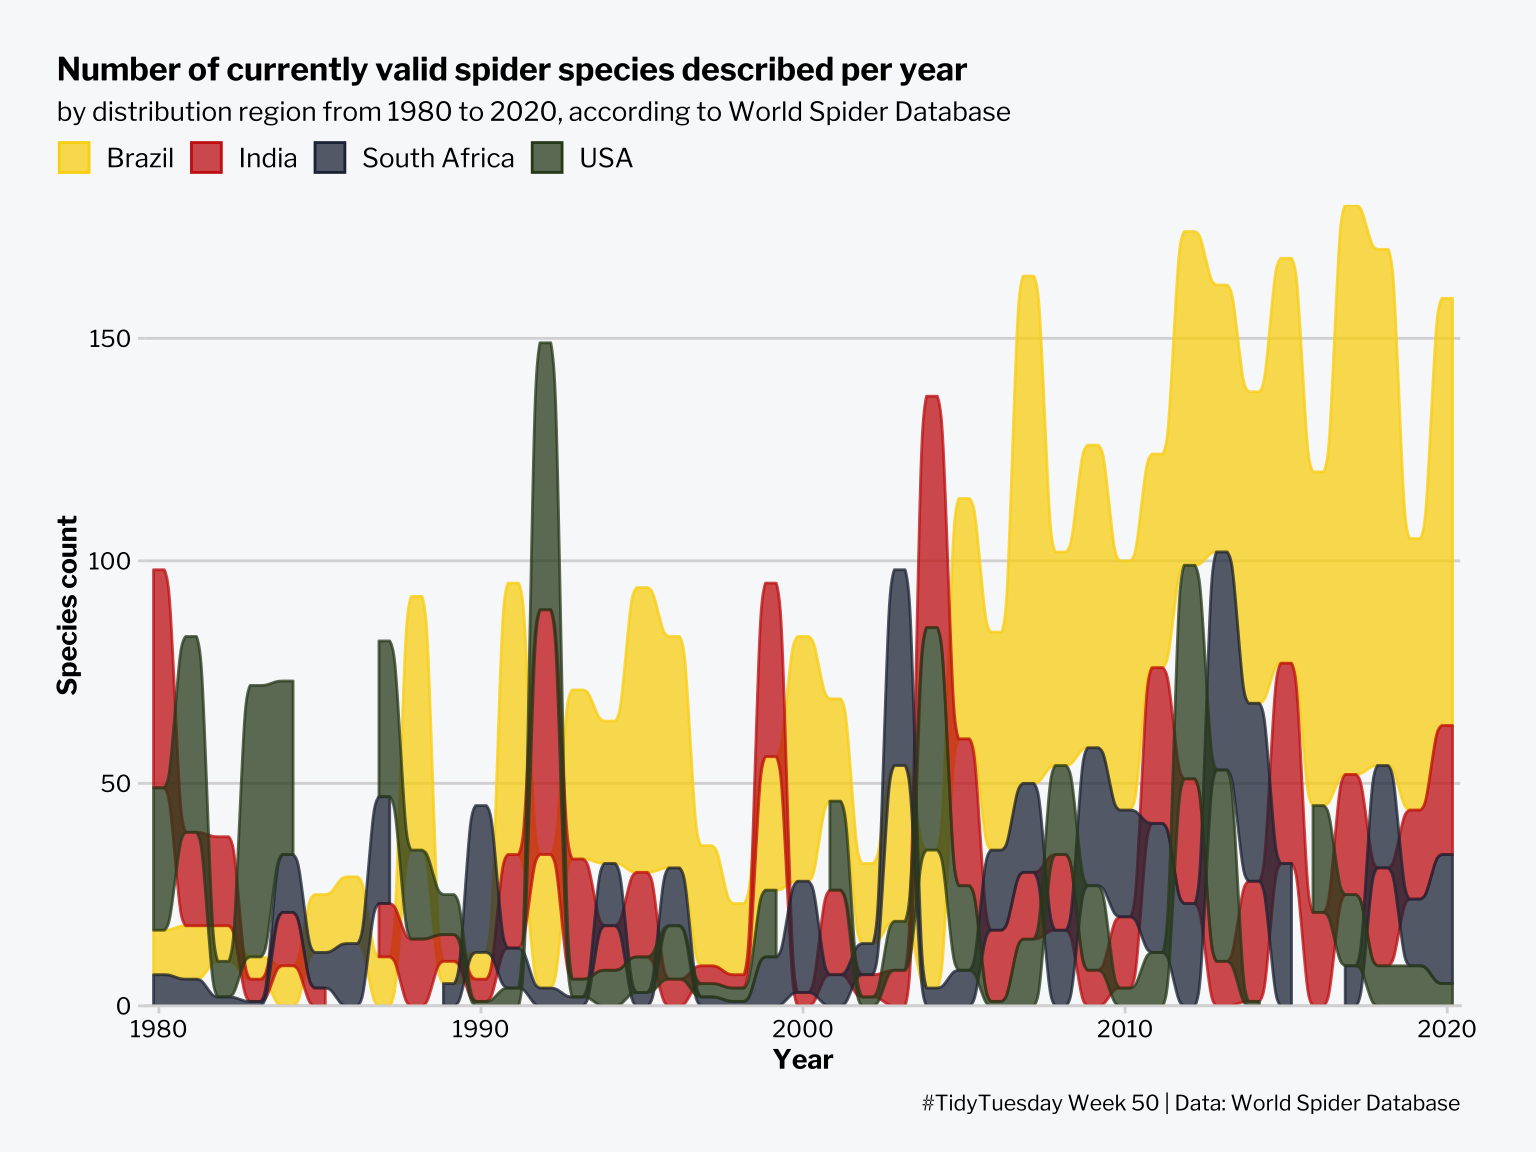 Number of currently valid spider species described per year
by distribution region from 1980 to 2020, according to World Spider Database
Brazil India South Africa USA
150
100
50
0
Species count
1980 1990 2000 2010 2020
Year
#TidyTuesday Week 50 | Data: World Spider Database